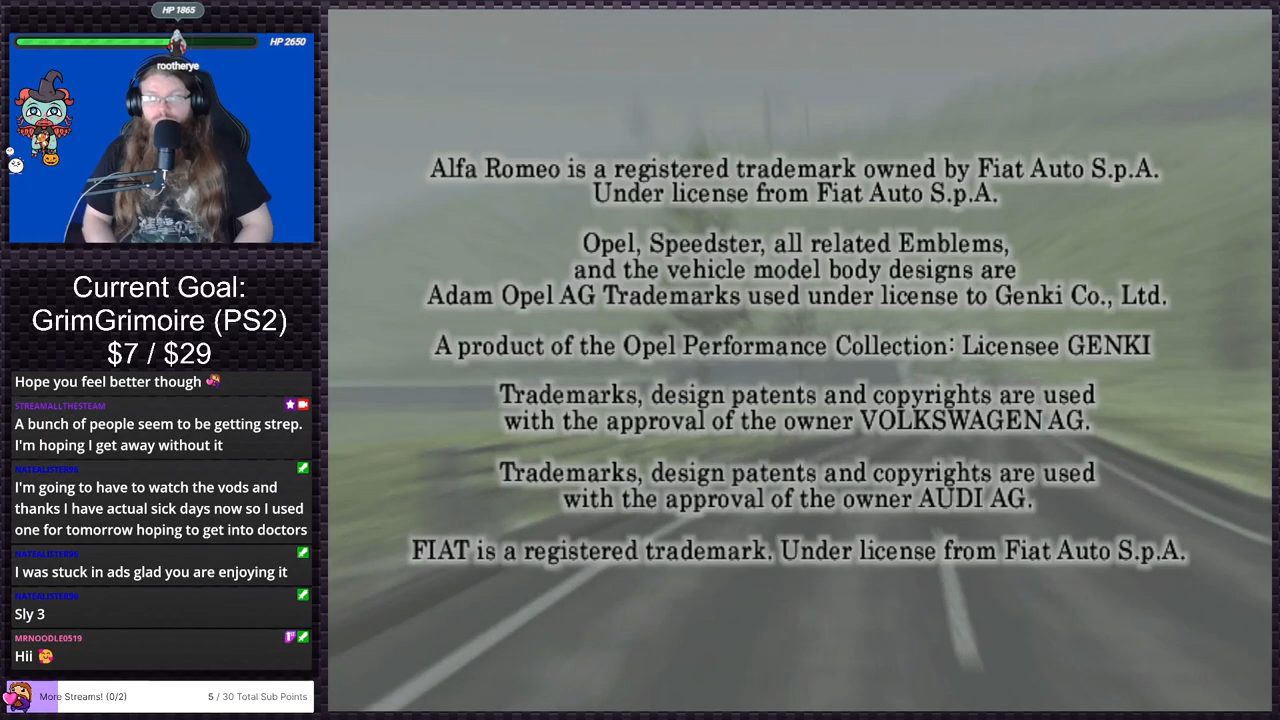 HP 1865
HP 2650
rootherye
Current Goal:
GrimGrimoire (PS2)
$7 / $29
Hope you feel better though
STREAMALLTHESTEAM
A bunch of people seem to be getting strep.
I'm hoping I get away without it
NATEALISTER96
I'm going to have to watch the vods and
thanks I have actual sick days now so I used
one for tomorrow hoping to get into doctors
NATEALISTER96
I was stuck in ads glad you are enjoying it
NATEALISTER96
Sly 3
MRNOODLE0519
Hii
More Streams! (0/2)
5 / 30 Total Sub Points
Alfa Romeo is a registered trademark owned by Fiat Auto S.p.A.
Under license from Fiat Auto S.p.A.
Opel, Speedster, all related Emblems,
and the vehicle model body designs are
Adam Opel AG Trademarks used under license to Genki Co., Ltd.
A product of the Opel Performance Collection: Licensee GENKI
Trademarks, design patents and copyrights are used
with the approval of the owner VOLKSWAGEN AG.
Trademarks, design patents and copyrights are used
with the approval of the owner AUDI AG.
FIAT is a registered trademark. Under license from Fiat Auto S.p.A.